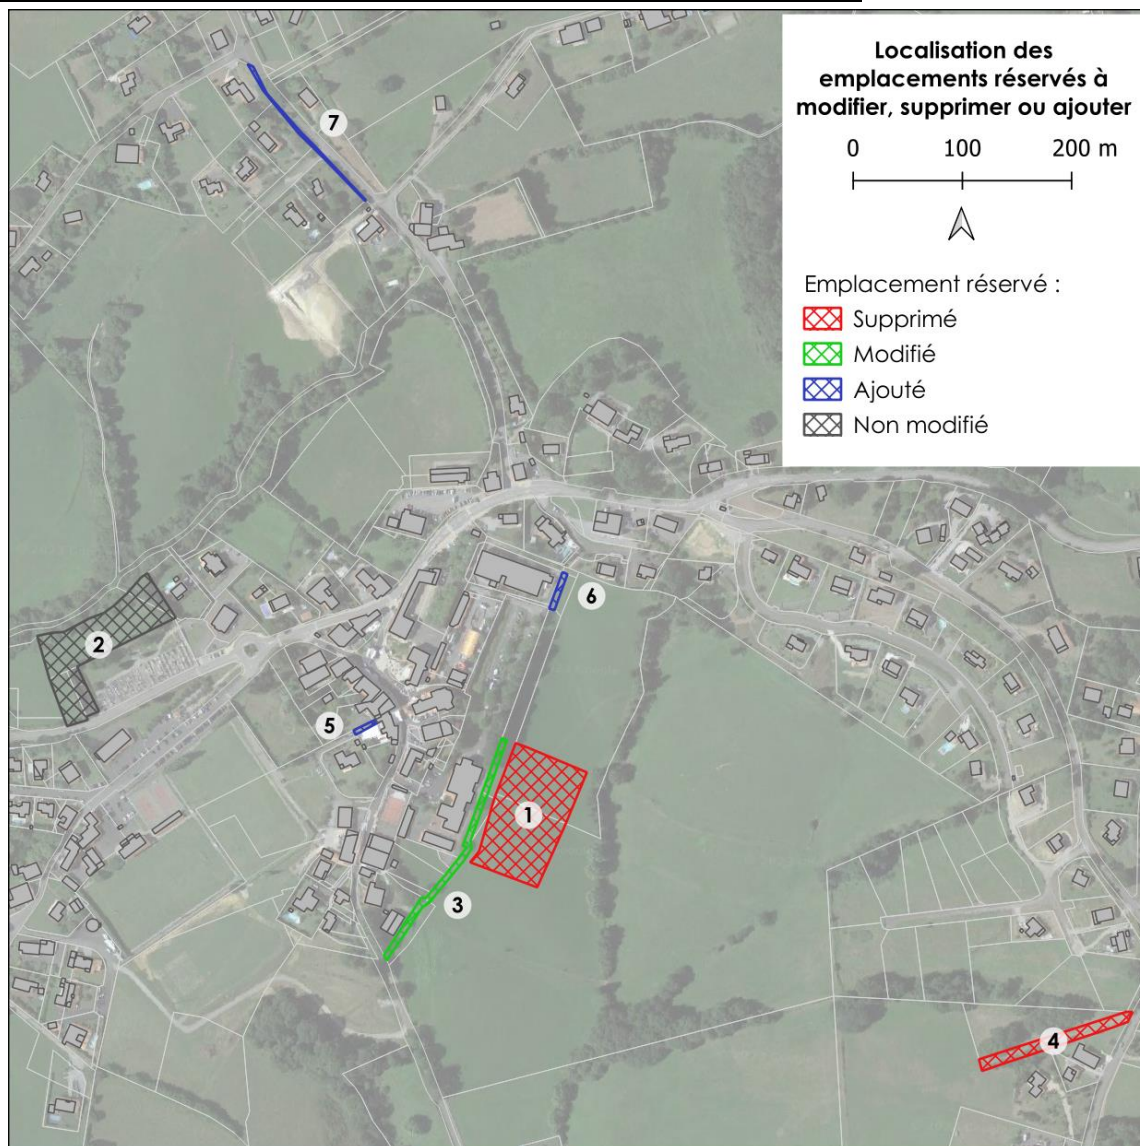 Localisation des
emplacements réservés à
modifier, supprimer ou ajouter
0 100 200 m
Emplacement réservé :
Supprimé
Modifié
Ajouté
Non modifié
7
6
2
5
1
3
4